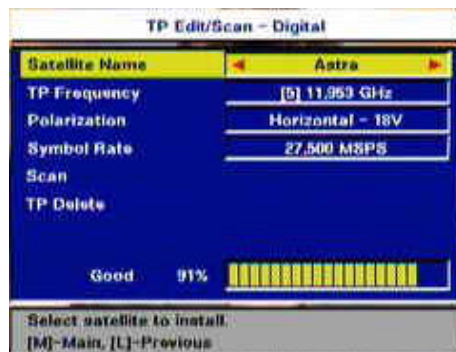 TP Edit/Scan - Digital
Satellite Name Astra
TP Frequency [5] 11,953 GHz
Polarization Horizontal - 18V
Symbol Rate 27,500 MSPS
Scan
TP Delete
Good 91%
Select satellite to install.
[M]-Main, [L]-Previous